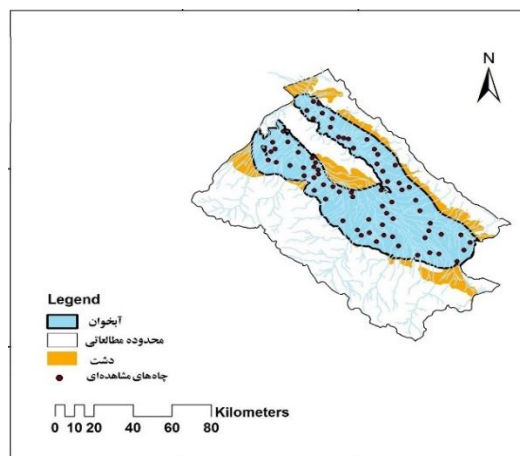 N
Legend
آبخوان
محدوده مطالعاتی
دشت
چاه‌های مشاهده‌ای
Kilometers
0 10 20 40 60 80